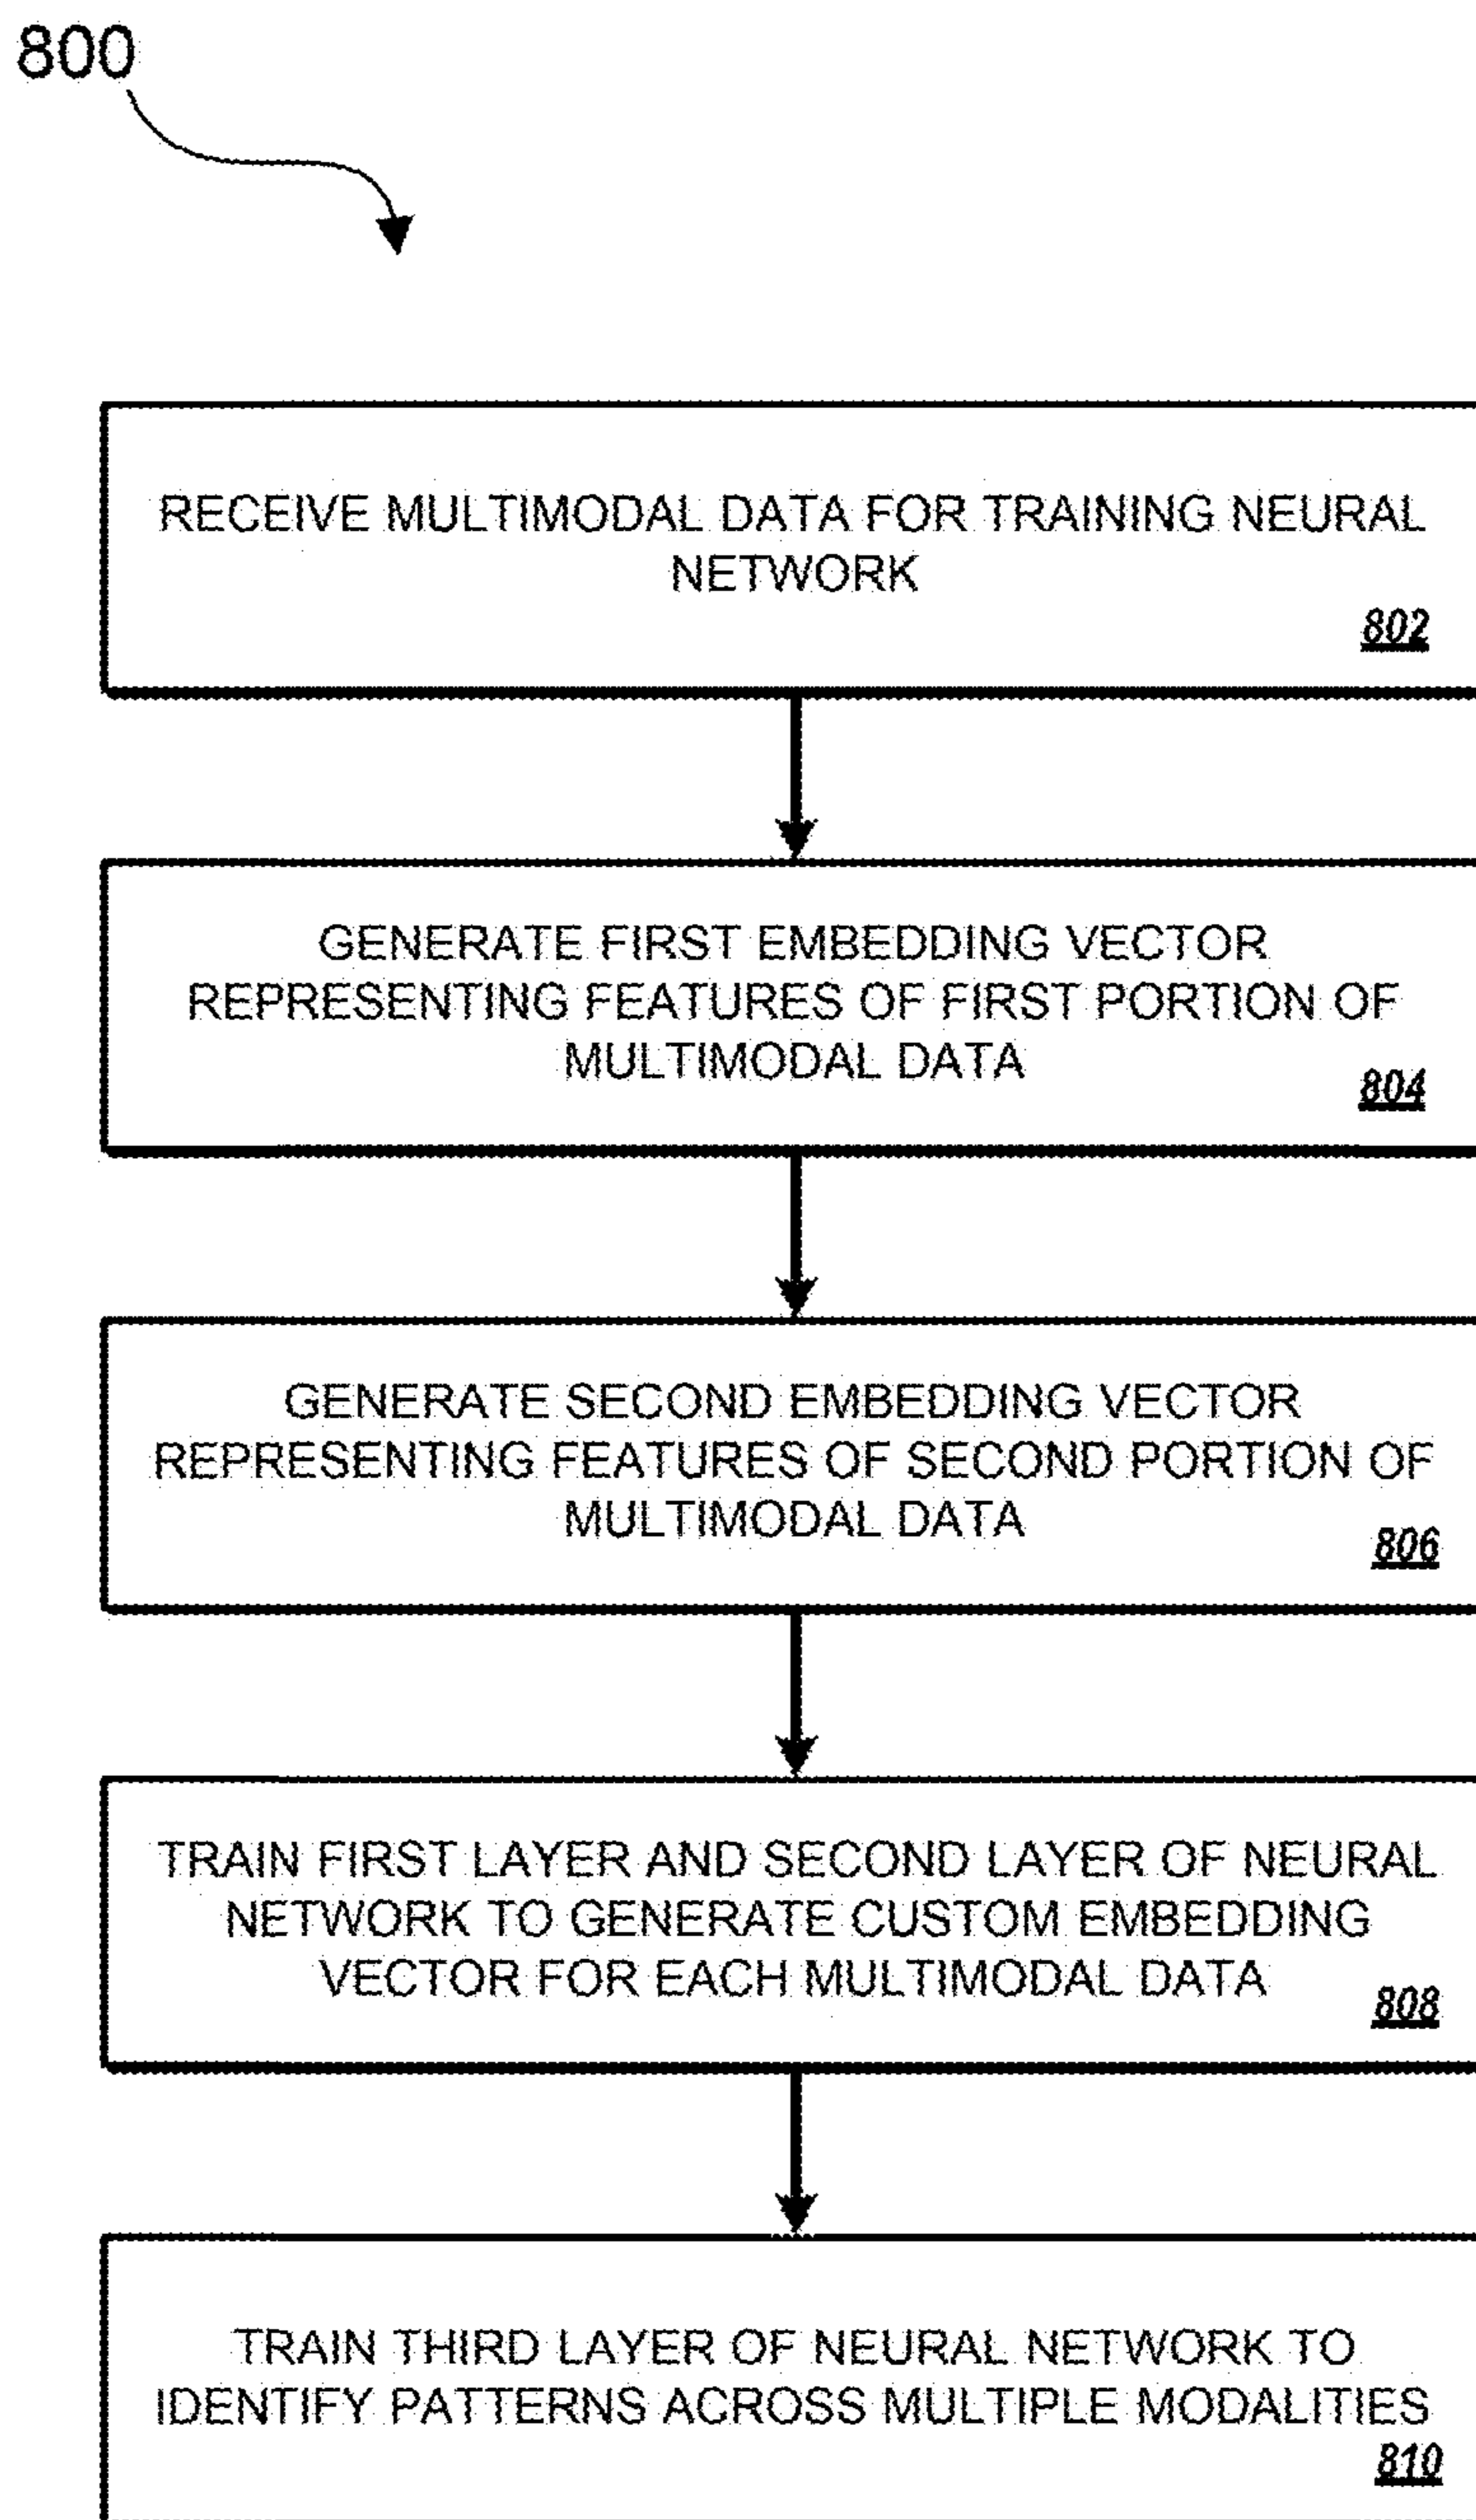 800
RECEIVE MULTIMODAL DATA FOR TRAINING NEURAL
NETWORK
802
GENERATE FIRST EMBEDDING VECTOR
REPRESENTING FEATURES OF FIRST PORTION OF
MULTIMODAL DATA
804
GENERATE SECOND EMBEDDING VECTOR
REPRESENTING FEATURES OF SECOND PORTION OF
MULTIMODAL DATA
806
TRAIN FIRST LAYER AND SECOND LAYER OF NEURAL
NETWORK TO GENERATE CUSTOM EMBEDDING
VECTOR FOR EACH MULTIMODAL DATA
808
TRAIN THIRD LAYER OF NEURAL NETWORK TO
IDENTIFY PATTERNS ACROSS MULTIPLE MODALITIES
810